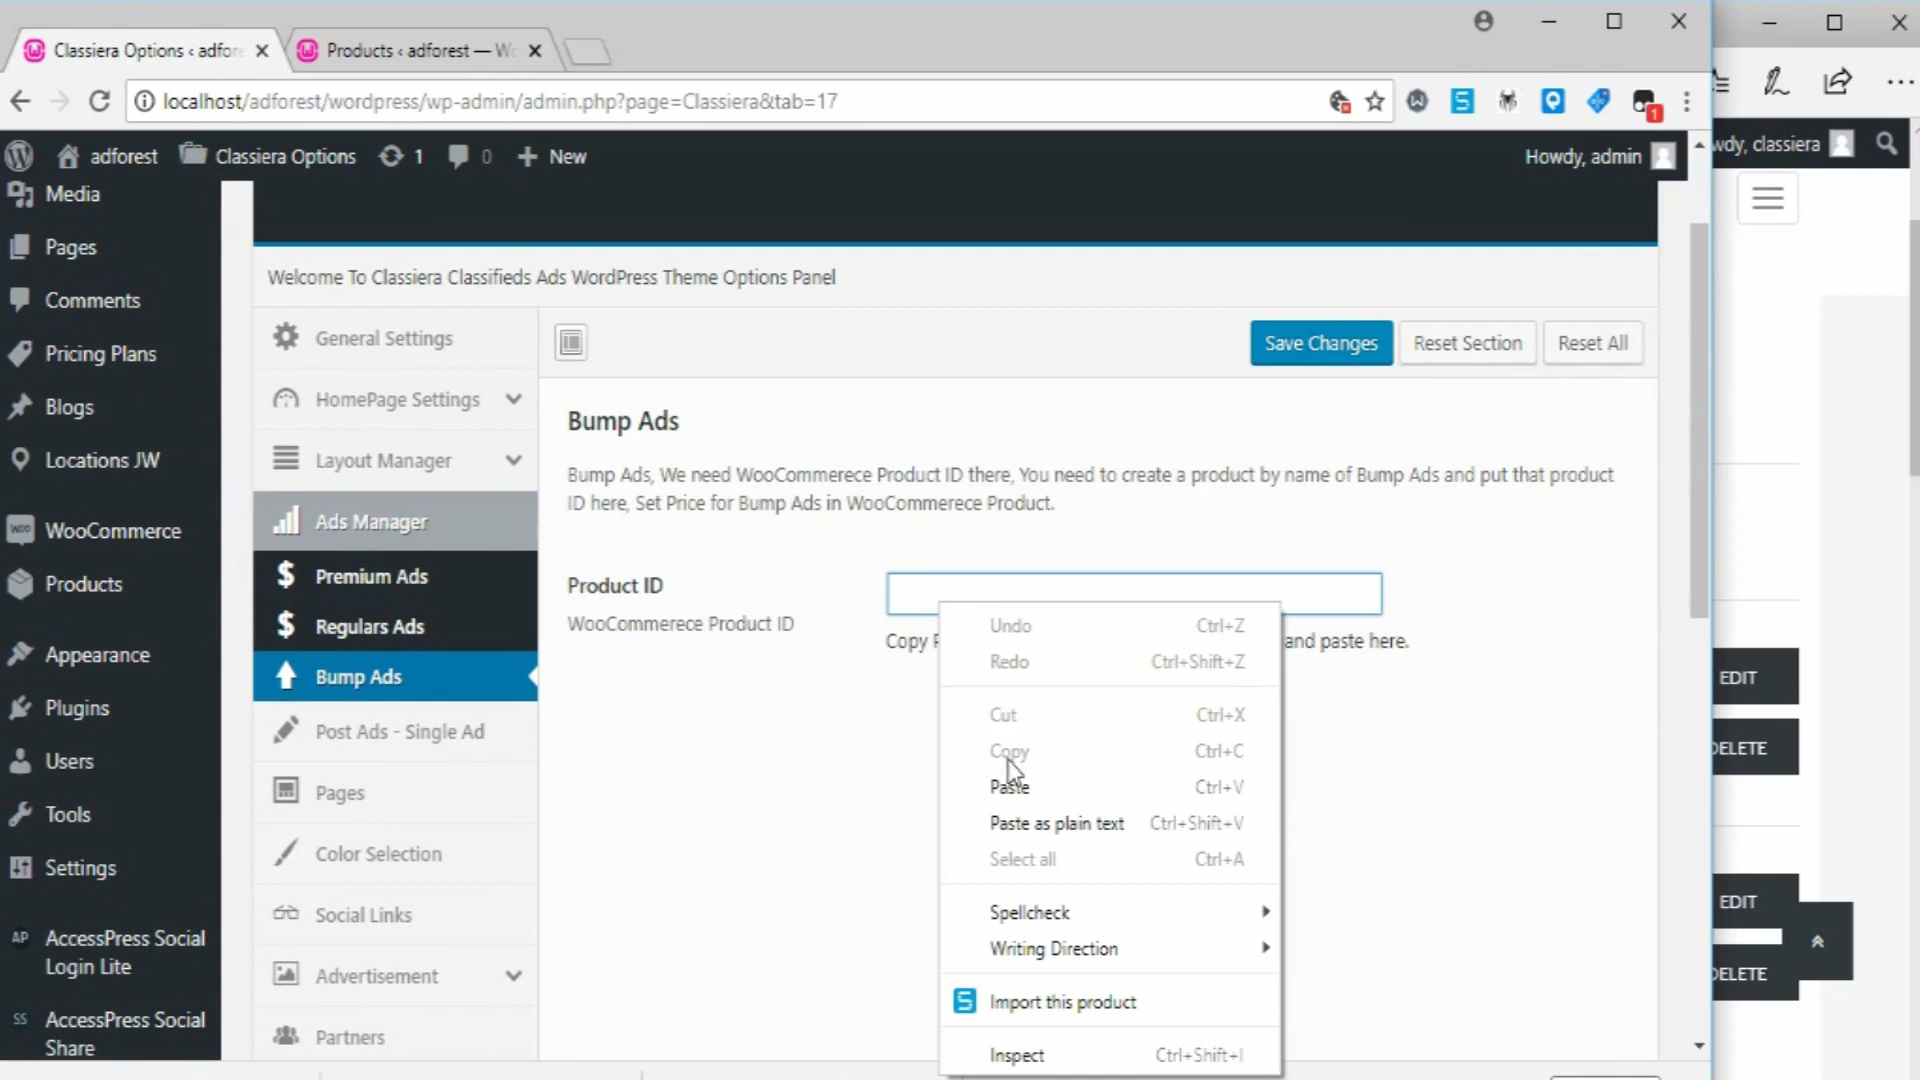 Classiera Options ‹ adfore
Products ‹ adforest — Wo
localhost/adforest/wordpress/wp-admin/admin.php?page=Classiera&tab=17
1
adforest
Classiera Options
1
0
New
Howdy, admin
wdy, classiera
Media
Pages
Comments
Pricing Plans
Blogs
Locations JW
WOO
WooCommerce
Products
Appearance
Plugins
Users
Tools
Settings
AP
AccessPress Social
Login Lite
SS
AccessPress Social
Share
Welcome To Classiera Classifieds Ads WordPress Theme Options Panel
General Settings
HomePage Settings
Layout Manager
Ads Manager
$ Premium Ads
$ Regulars Ads
Bump Ads
Post Ads - Single Ad
Pages
Color Selection
Social Links
Advertisement
Partners
Save Changes
Reset Section
Reset All
Bump Ads
Bump Ads, We need WooCommerece Product ID there, You need to create a product by name of Bump Ads and put that product
ID here, Set Price for Bump Ads in WooCommerece Product.
Product ID
WooCommerece Product ID
Copy
and paste here.
Undo Ctrl+Z
Redo Ctrl+Shift+Z
Cut Ctrl+X
Copy Ctrl+C
Paste Ctrl+V
Paste as plain text Ctrl+Shift+V
Select all Ctrl+A
Spellcheck
Writing Direction
S Import this product
Inspect Ctrl+Shift+I
EDIT
DELETE
EDIT
DELETE